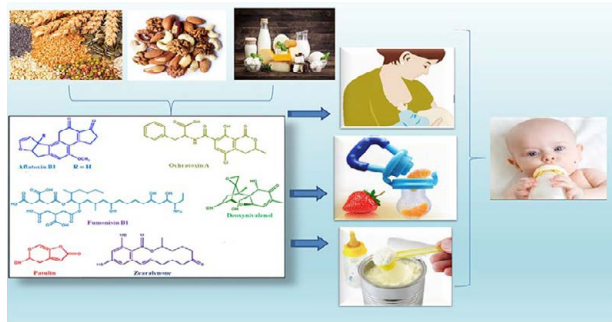 Aflatoxin B1 R = H
Ochratoxin A
Fumonisin B1
Deoxynivalenol
Patulin
Zearalenone